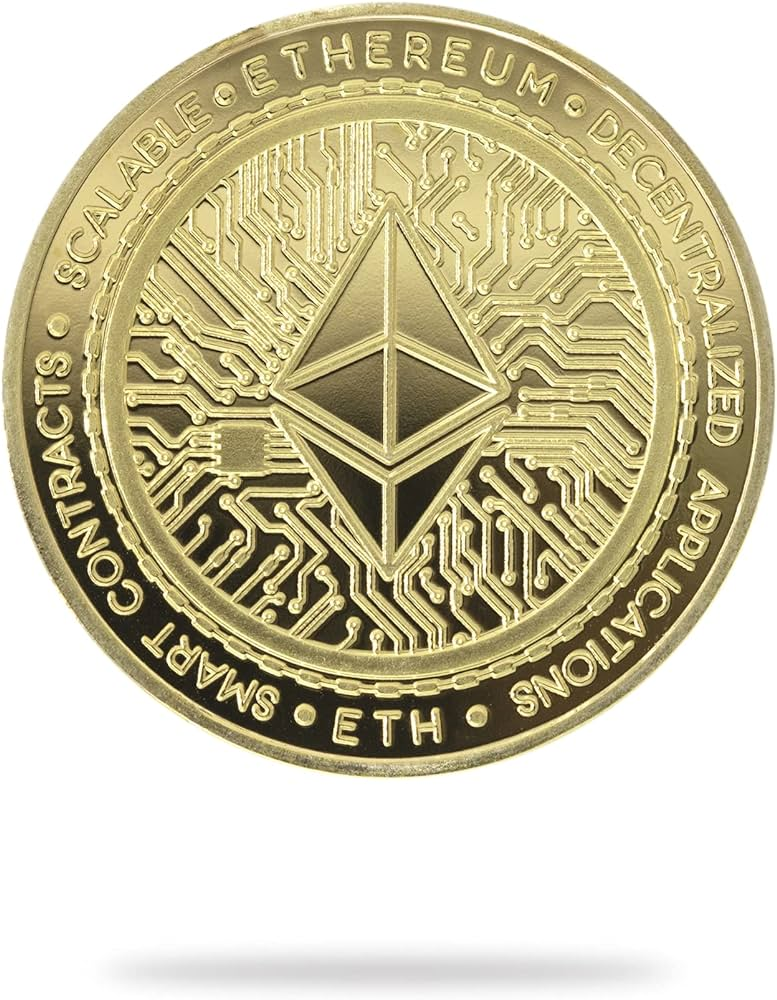 SCALABLE • ETHEREUM • DECENTRALIZED APPLICATIONS • ETH • SMART CONTRACTS •